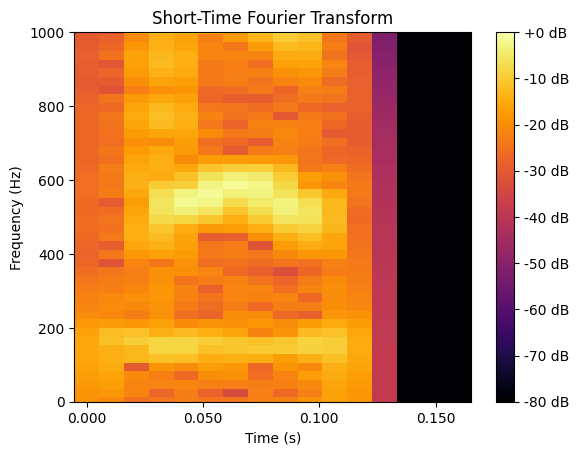 Short-Time Fourier Transform
1000
800
600
400
200
0
Frequency (Hz)
0.000
0.050
0.100
0.150
Time (s)
+0 dB
-10 dB
-20 dB
-30 dB
-40 dB
-50 dB
-60 dB
-70 dB
-80 dB